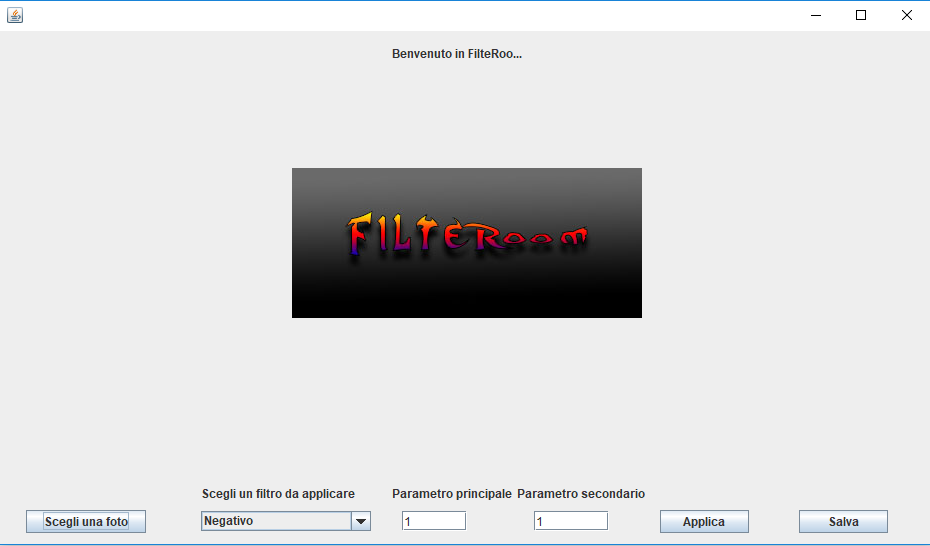 Benvenuto in FilteRoo...
FILTEROOM
Scegli un filtro da applicare
Parametro principale
Parametro secondario
Scegli una foto
Negativo
1
1
Applica
Salva